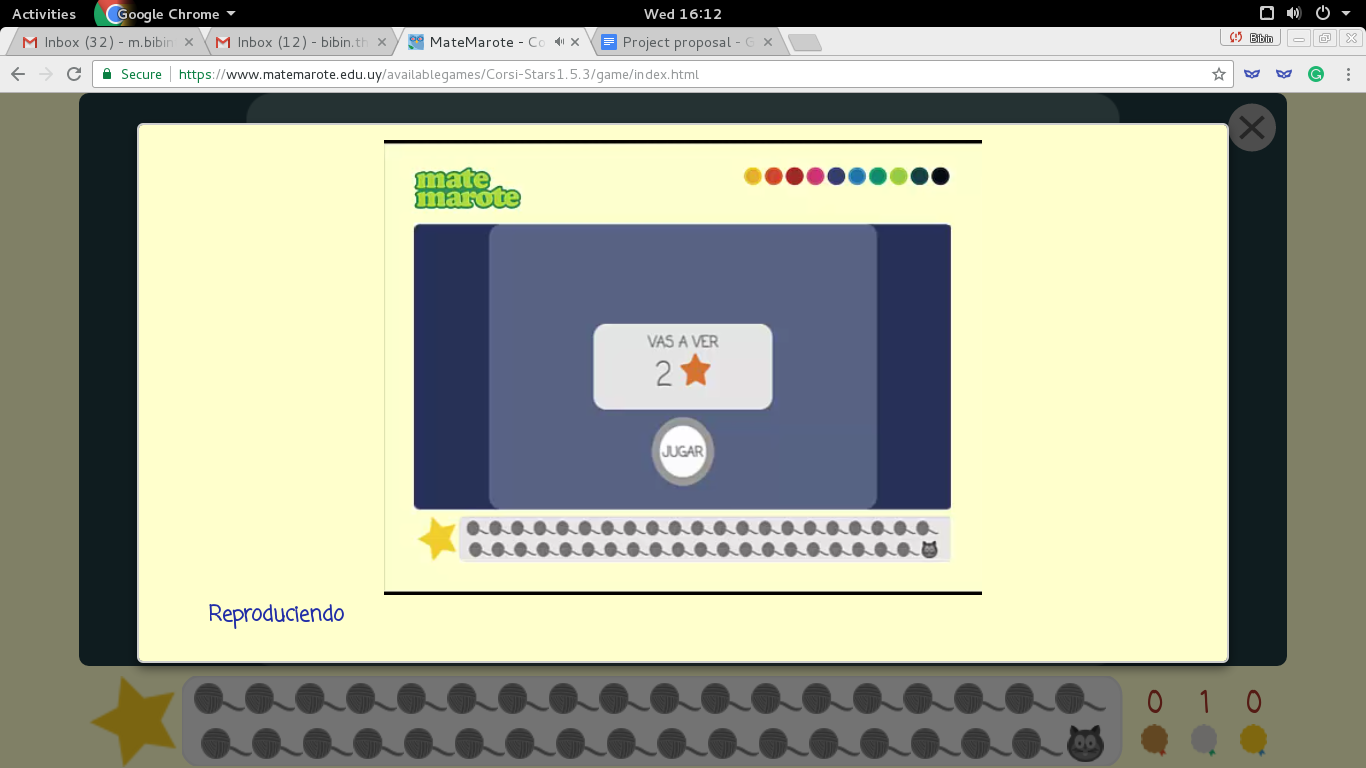 Activities
Google Chrome
Wed 16:12
Inbox (32) - m.bibin
Inbox (12) - bibin.th
MateMarote - Co
Project proposal - G
Bibin
Secure
https://www.matemarote.edu.uy/availablegames/Corsi-Stars1.5.3/game/index.html
mate
marote
VAS A VER
2
JUGAR
Reproduciendo
0 1 0